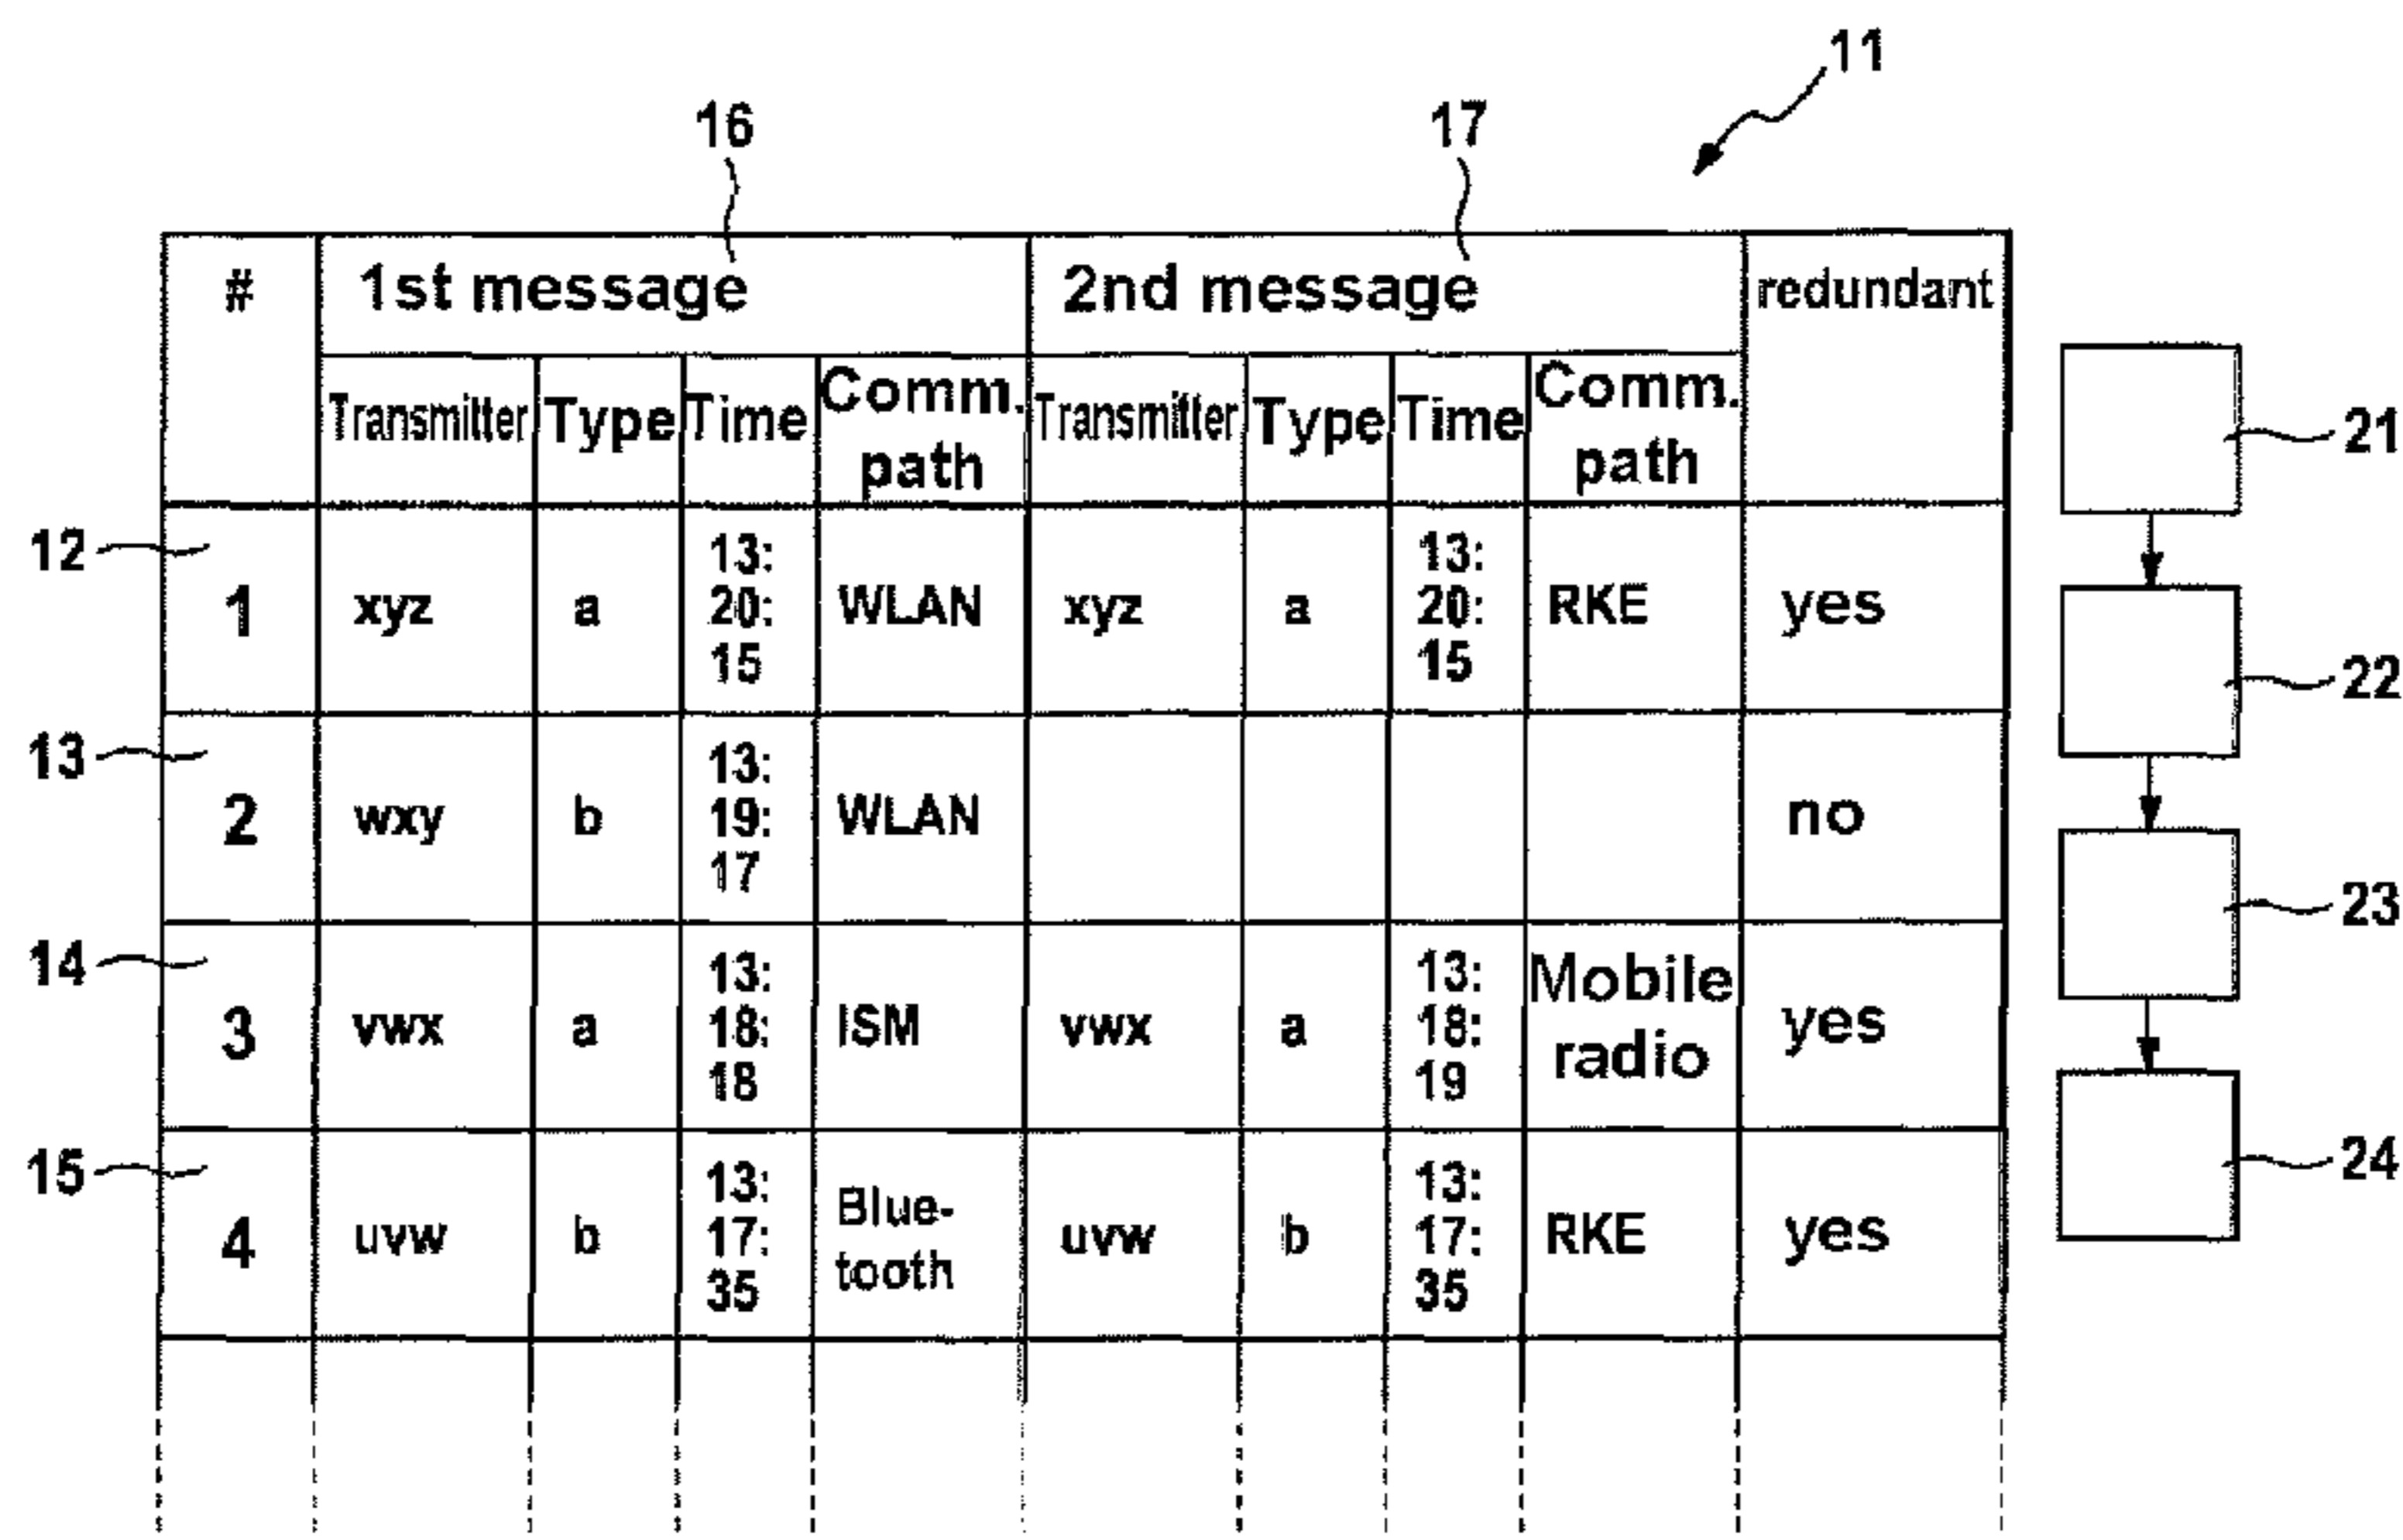 11
16 17
# 1st message 2nd message redundant
Transmitter Type Time Comm. path Transmitter Type Time Comm. path
12 1 xyz a 13:20:15 WLAN xyz a 13:20:15 RKE yes
13 2 wxy b 13:19:17 WLAN no
14 3 vwx a 13:18:18 ISM vwx a 13:18:19 Mobile radio yes
15 4 uvw b 13:17:35 Blue-tooth uvw b 13:17:35 RKE yes
21
22
23
24